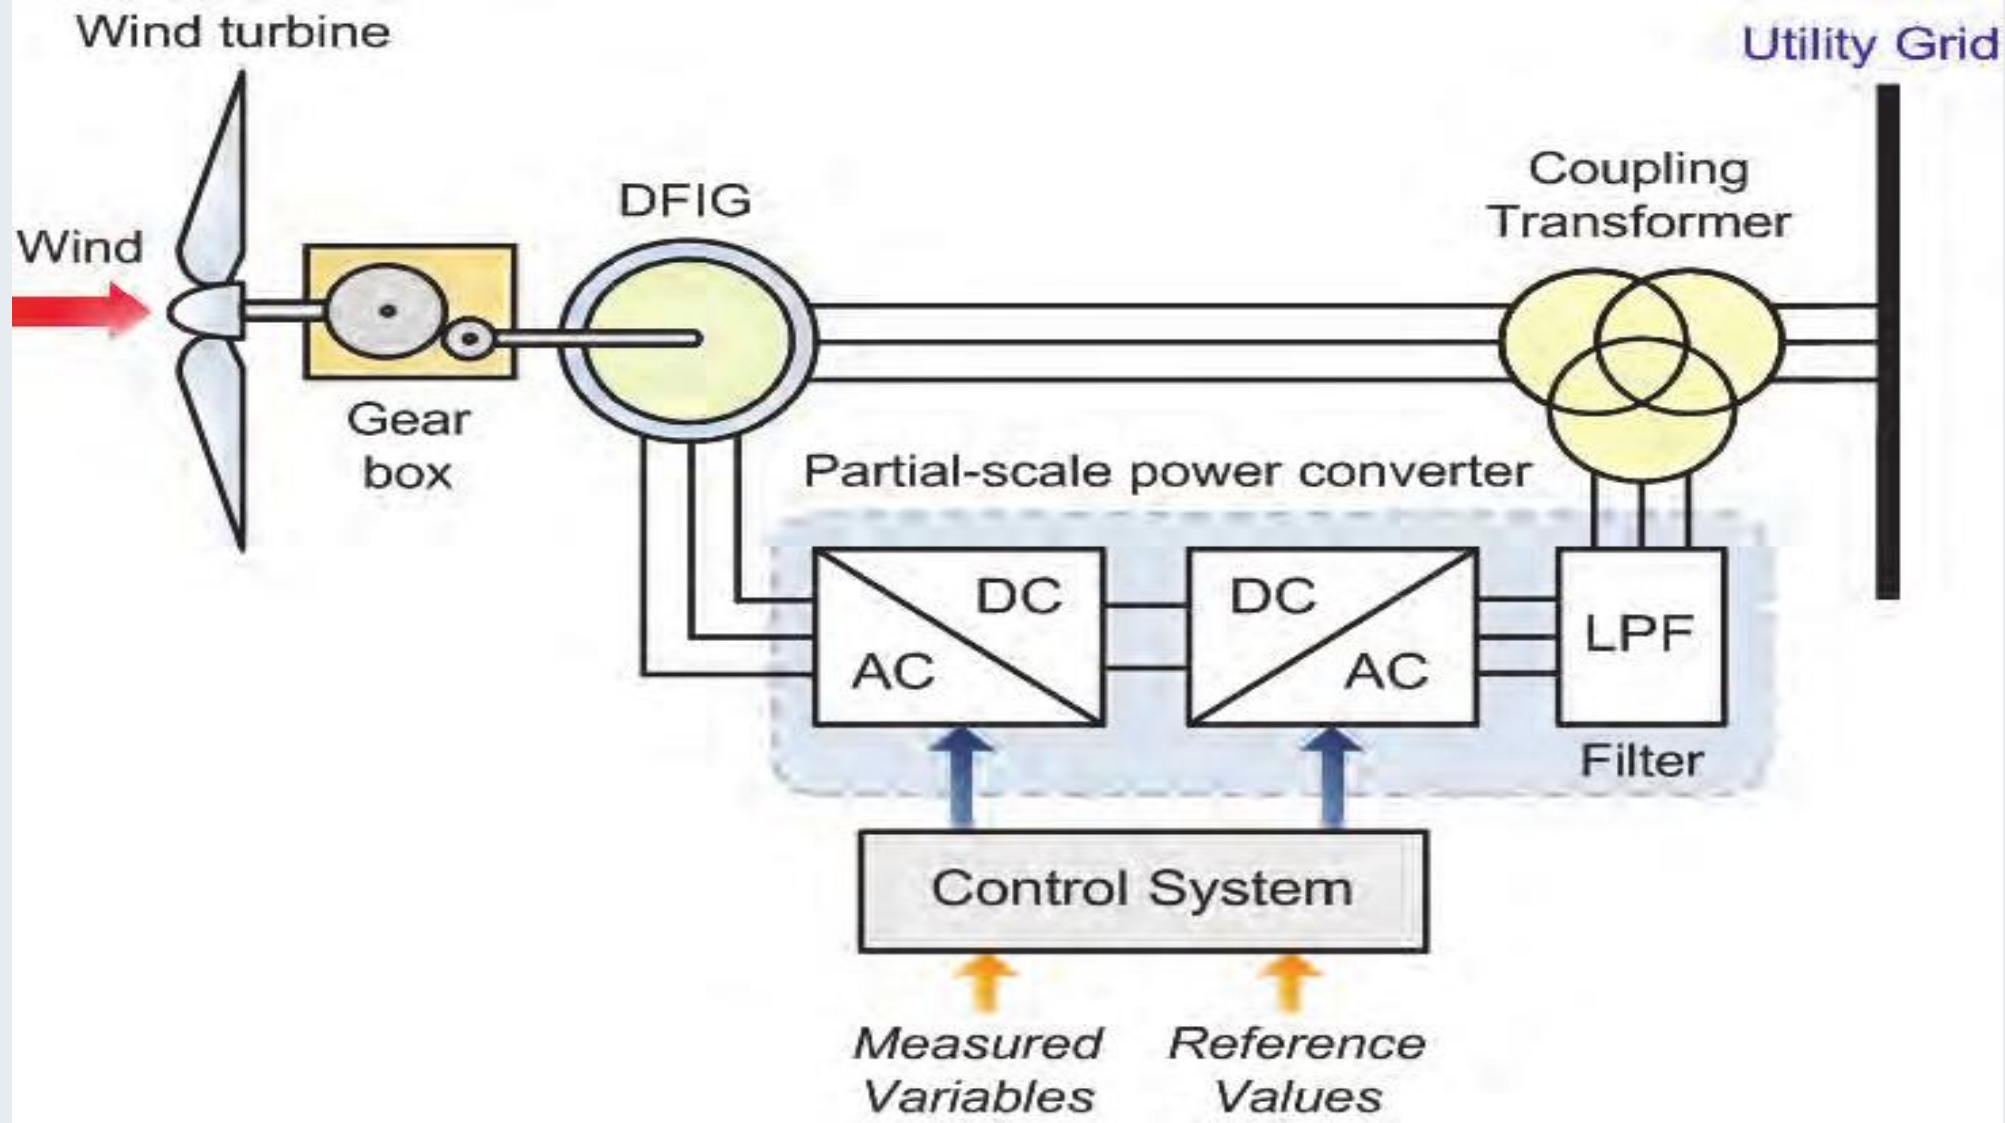 Wind turbine
Utility Grid
Coupling
Transformer
DFIG
Wind
Gear
box
Partial-scale power converter
DC
AC
DC
AC
LPF
Filter
Control System
Measured
Variables
Reference
Values